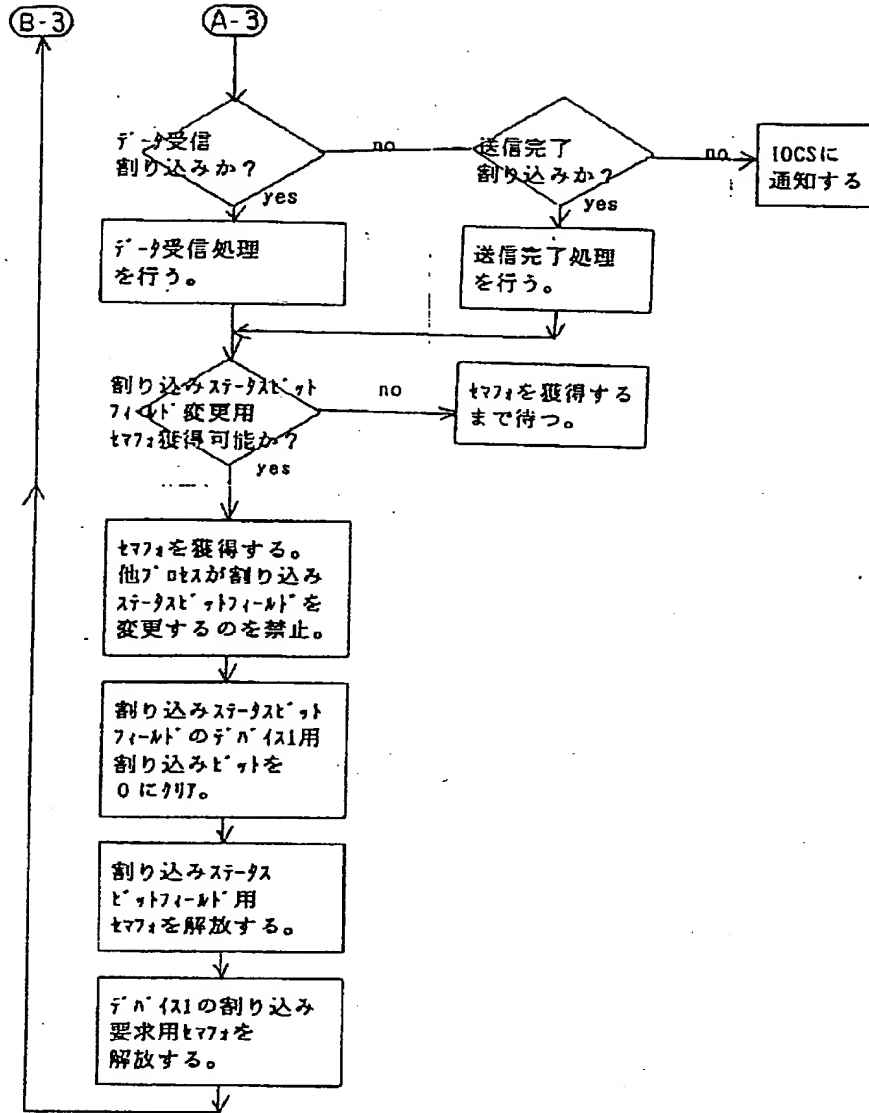 B-3
A-3
データ受信
割り込みか？
no
送信完了
割り込みか？
no
IOCSに
通知する
yes
yes
データ受信処理
を行う。
送信完了処理
を行う。
割り込みステータスビット
フィールド変更用
セマフォ獲得可能か？
no
セマフォを獲得する
まで待つ。
yes
セマフォを獲得する。
他プロセスが割り込み
ステータスビットフィールドを
変更するのを禁止。
割り込みステータスビット
フィールドのデバイス1用
割り込みビットを
0にクリア。
割り込みステータス
ビットフィールド用
セマフォを解放する。
デバイス1の割り込み
要求用セマフォを
解放する。